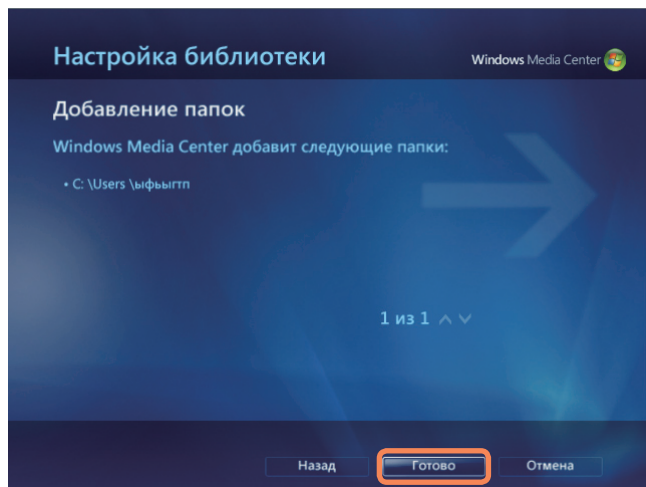 Настройка библиотеки
Windows Media Center
Добавление папок
Windows Media Center добавит следующие папки:
• C: \Users \ыфьыгтп
1 из 1
Назад
Готово
Отмена